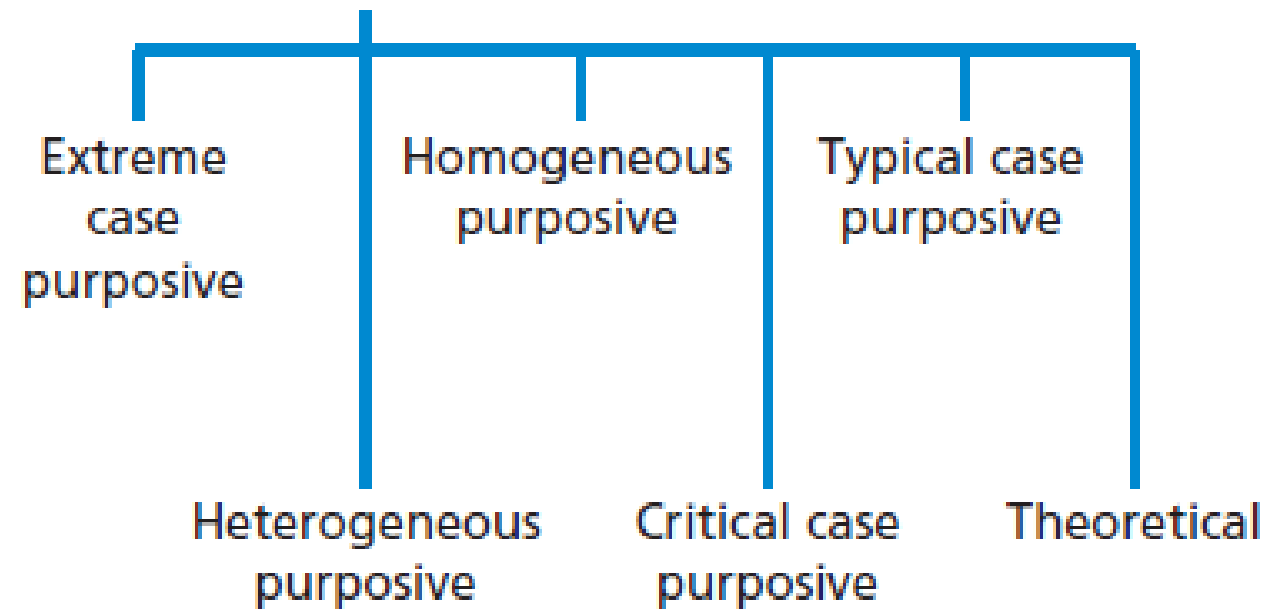 Extreme
case
purposive
Homogeneous
purposive
Typical case
purposive
Heterogeneous
purposive
Critical case
purposive
Theoretical